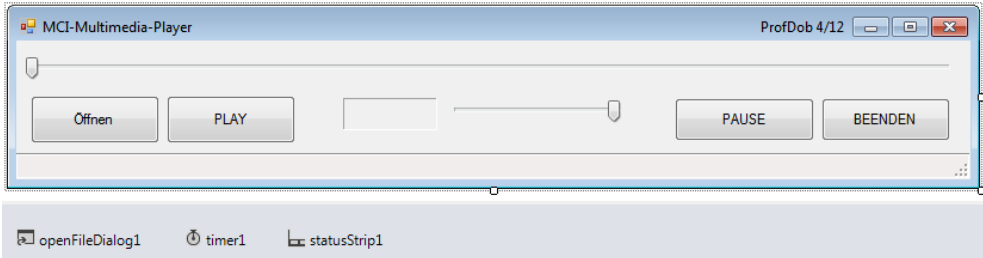 MCI-Multimedia-Player ProfDob 4/12
Öffnen PLAY PAUSE BEENDEN
openFileDialog1 timer1 statusStrip1